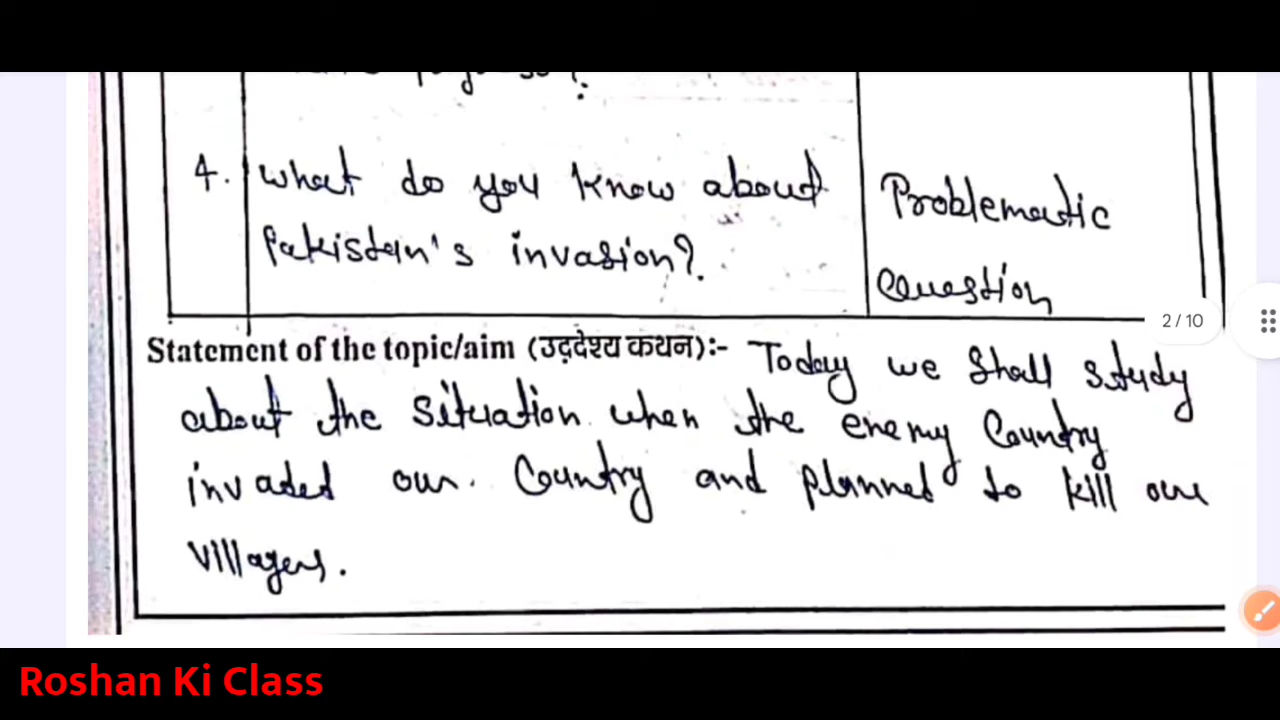 4. What do you know about
Pakistan's invasion?
Problematic
Question
2/10
Statement of the topic/aim (उद्देश्य कथन):- Today we shall study
about the situation when the enemy Country
invaded our Country and planned to kill our
villagers.
Roshan Ki Class